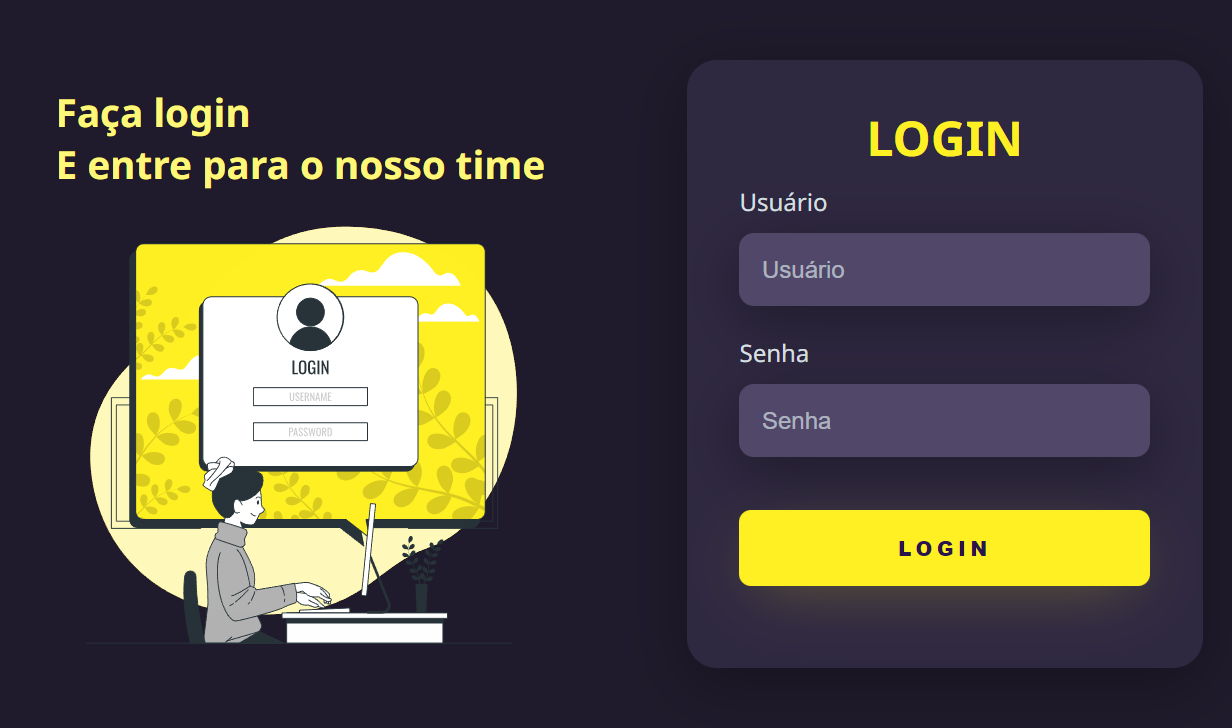 Faça login
E entre para o nosso time
LOGIN
USERNAME
PASSWORD
LOGIN
Usuário
Usuário
Senha
Senha
LOGIN